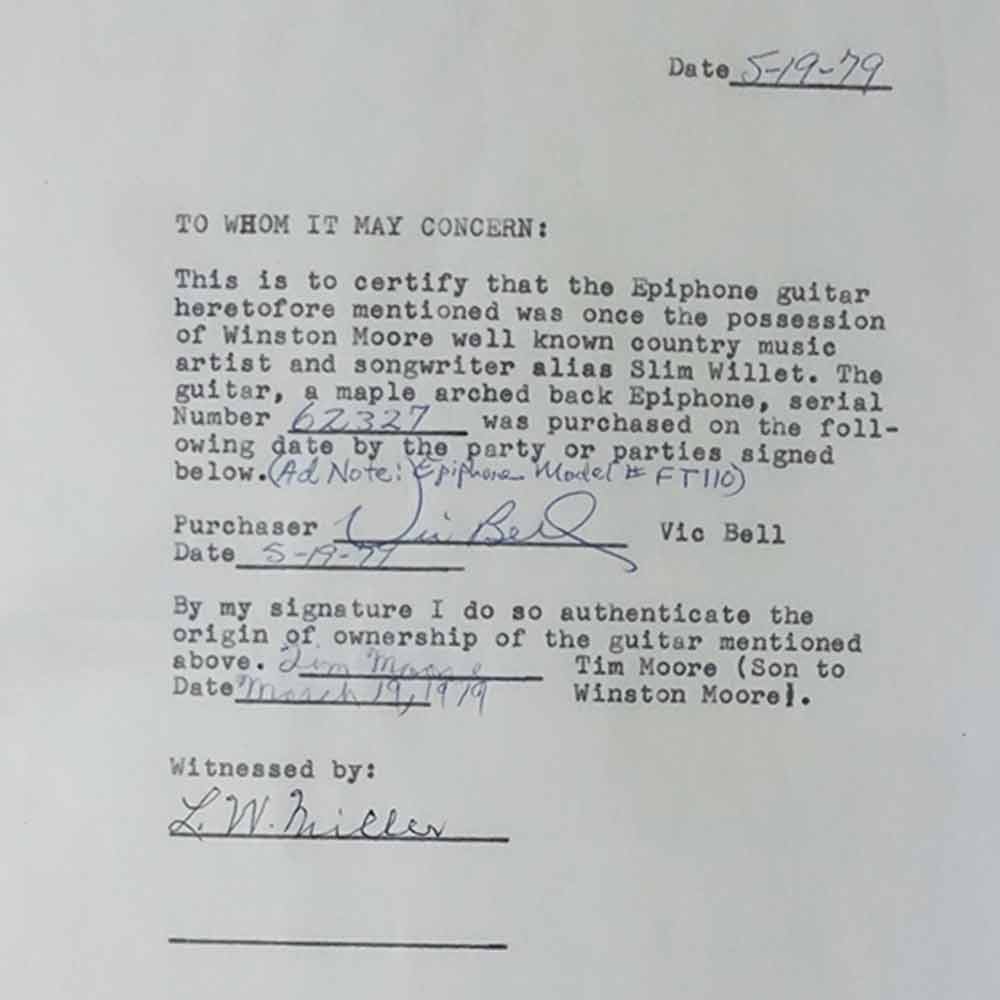 Date 5-19-79
TO WHOM IT MAY CONCERN:
This is to certify that the Epiphone guitar
heretofore mentioned was once the possession
of Winston Moore well known country music
artist and songwriter alias Slim Willet. The
guitar, a maple arched back Epiphone, serial
Number 62327 was purchased on the foll-
owing date by the party or parties signed
below. (Ad Note: Epiphone Model # FT110)
Purchaser Vic Bell Vic Bell
Date 5-19-79
By my signature I do so authenticate the
origin of ownership of the guitar mentioned
above. Tim Moore Tim Moore (Son to
Date March 19, 1979 Winston Moore).
Witnessed by:
L. W. Miller